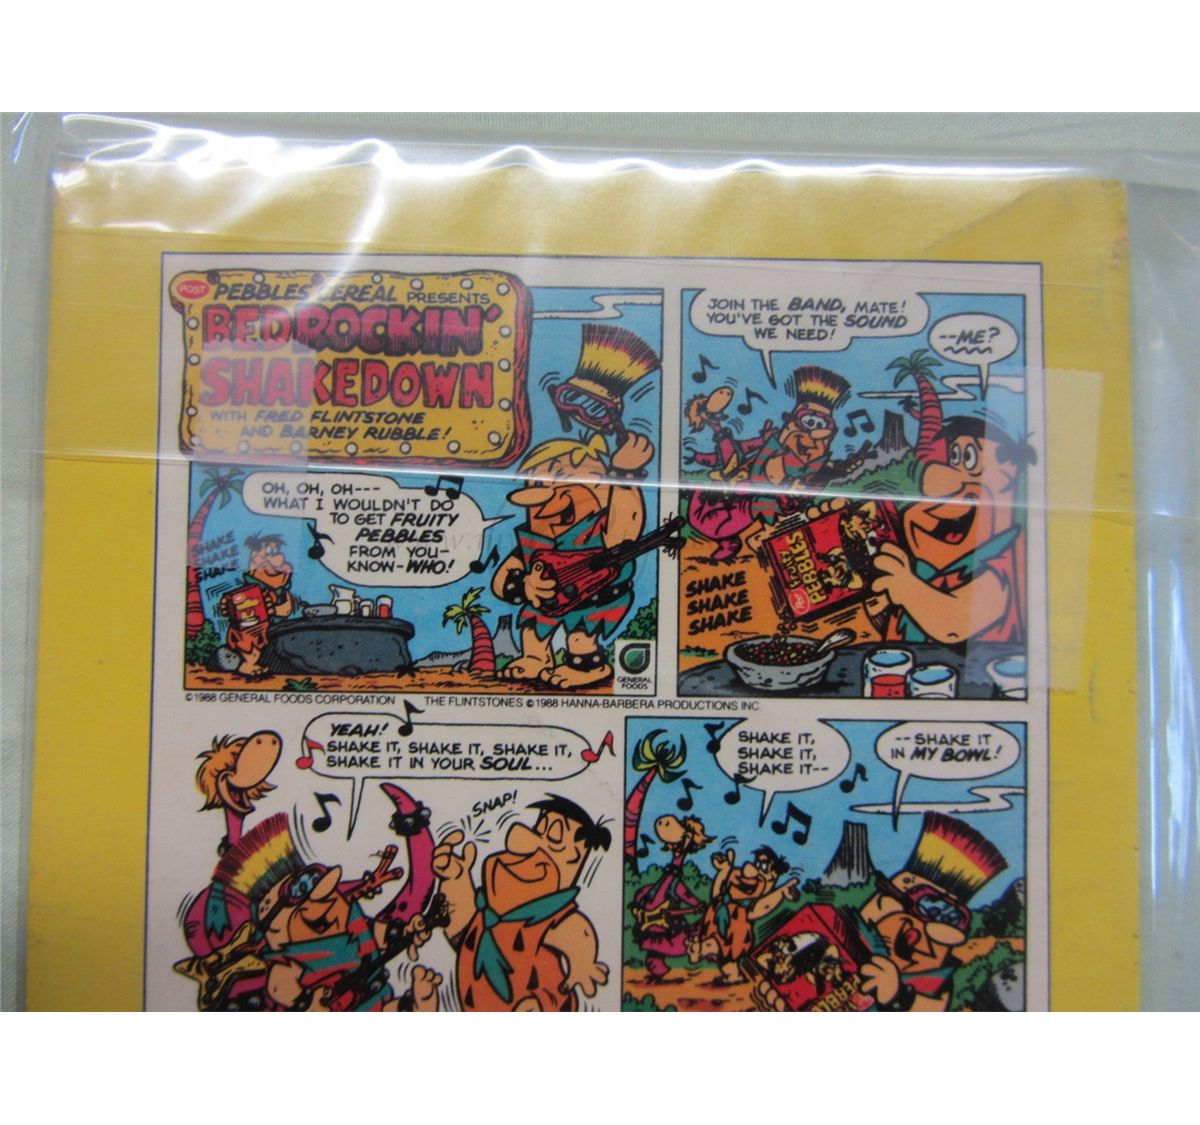 POST
PEBBLES CEREAL PRESENTS
BEDROCKIN'
SHAKEDOWN
WITH FRED FLINTSTONE
AND BARNEY RUBBLE!
OH, OH, OH---
WHAT I WOULDN'T DO
TO GET FRUITY
PEBBLES
FROM YOU-
KNOW-WHO!
SHAKE
SHAKE
SHAKE
GENERAL
FOODS
JOIN THE BAND, MATE!
YOU'VE GOT THE SOUND
WE NEED!
--ME?
FRUITY
PEBBLES
SHAKE
SHAKE
SHAKE
©1988 GENERAL FOODS CORPORATION THE FLINTSTONES ©1988 HANNA-BARBERA PRODUCTIONS INC.
YEAH!
SHAKE IT, SHAKE IT, SHAKE IT,
SHAKE IT IN YOUR SOUL...
SNAP!
SHAKE IT,
SHAKE IT,
SHAKE IT--
--SHAKE IT
IN MY BOWL!